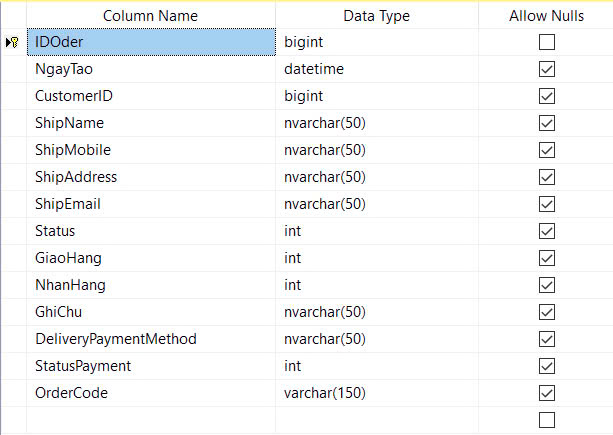 Column Name Data Type Allow Nulls
IDOder bigint
NgayTao datetime
CustomerID bigint
ShipName nvarchar(50)
ShipMobile nvarchar(50)
ShipAddress nvarchar(50)
ShipEmail nvarchar(50)
Status int
GiaoHang int
NhanHang int
GhiChu nvarchar(50)
DeliveryPaymentMethod nvarchar(50)
StatusPayment int
OrderCode varchar(150)